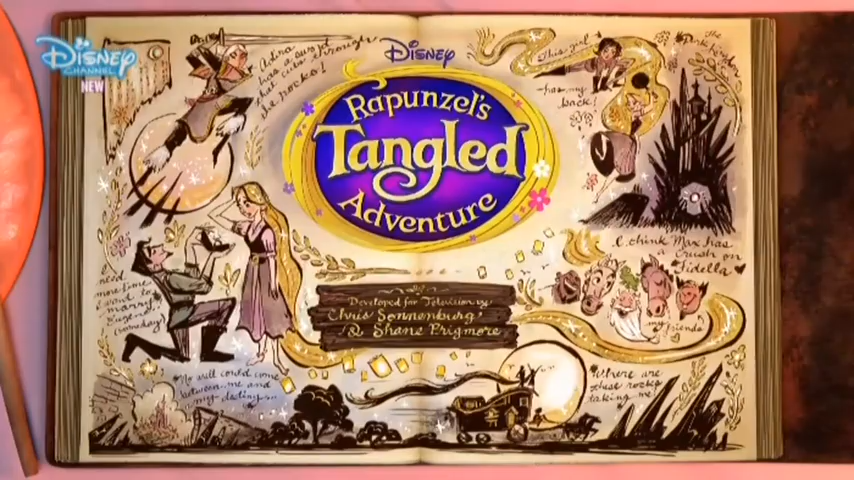 Disney
CHANNEL
NEW
Adira
has a sword
that cuts through
the rocks!
Disney
Rapunzel's
Tangled
Adventure
This girl
has my
back!
The
Dark Kingdom
I think Max has
a crush on
Fidella
my friends
I need
more time
I want to
marry
Eugene
(someday)
Developed for Television by
Chris Sonnenburg
& Shane Prigmore
No wall could come
between me and
my destiny...
Where are
these rocks
taking me